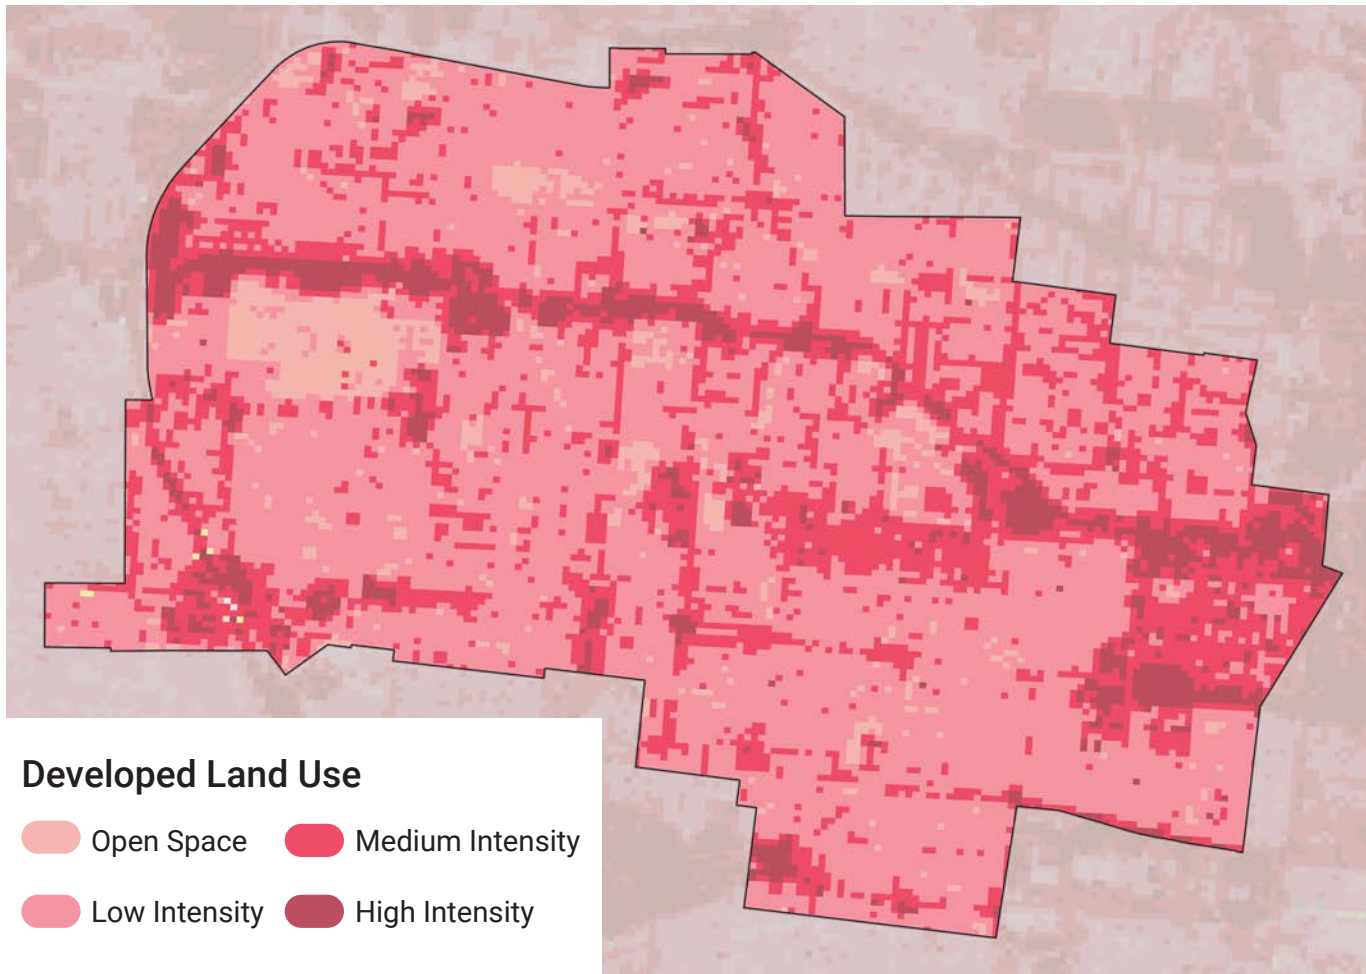 Developed Land Use
Open Space
Medium Intensity
Low Intensity
High Intensity